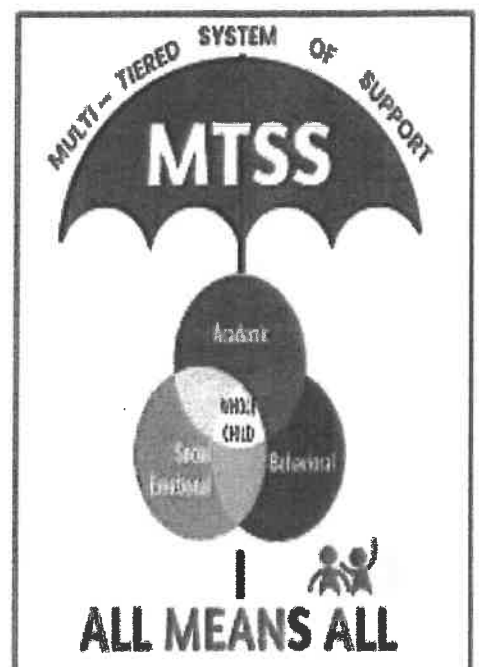 MULTI - TIERED SYSTEM OF SUPPORT
MTSS
Academic
WHOLE
CHILD
Social
Emotional
Behavioral
ALL MEANS ALL